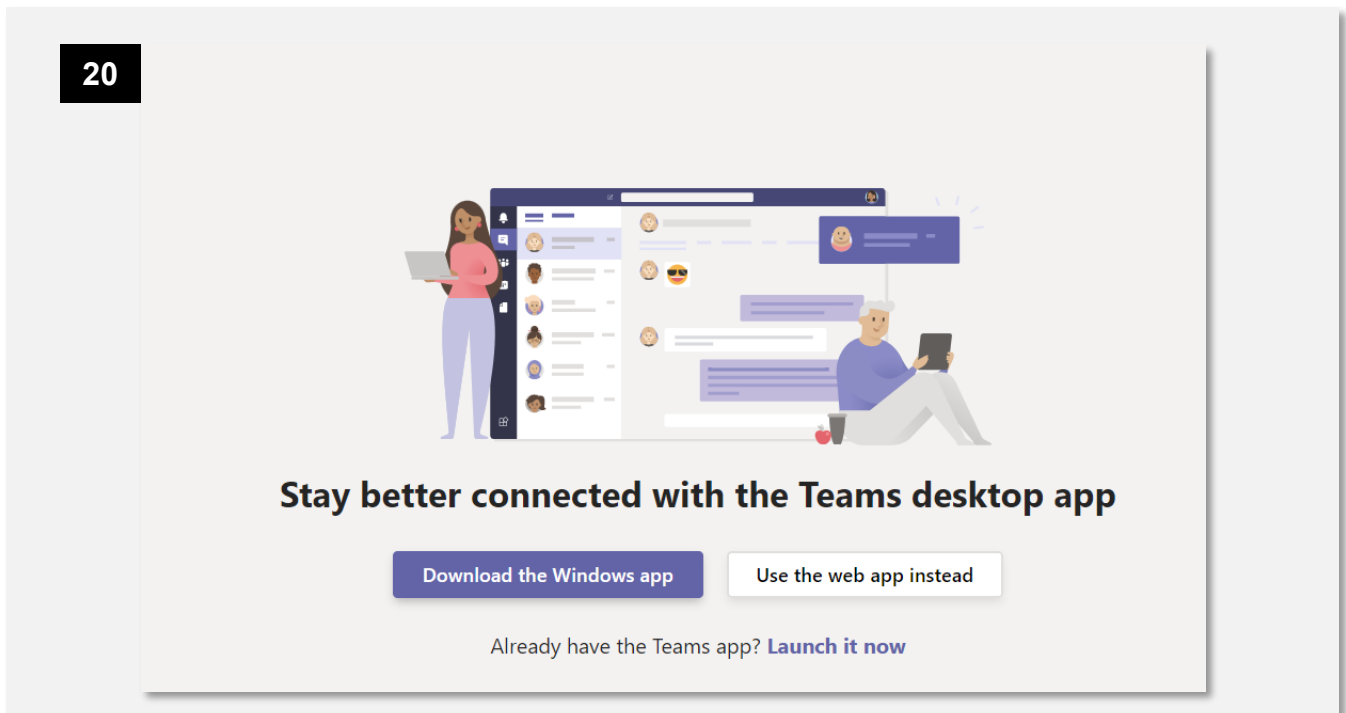 20
Stay better connected with the Teams desktop app
Download the Windows app
Use the web app instead
Already have the Teams app? Launch it now